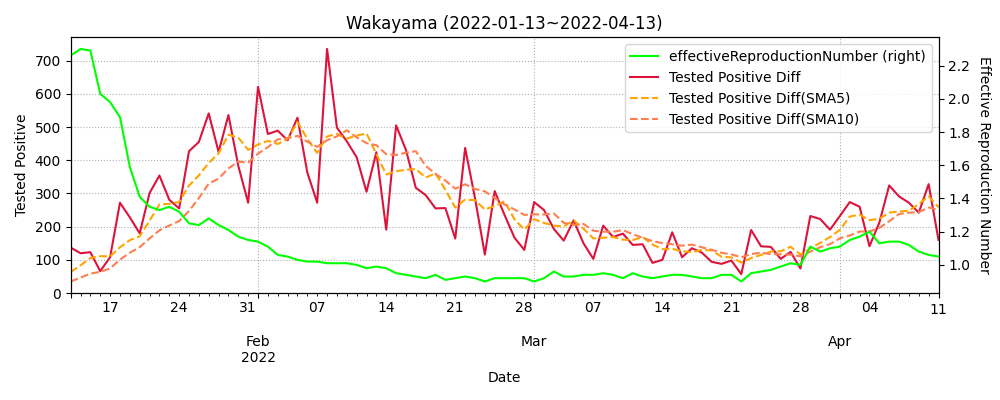 Wakayama (2022-01-13~2022-04-13)
effectiveReproductionNumber (right)
Tested Positive Diff
Tested Positive Diff(SMA5)
Tested Positive Diff(SMA10)
Tested Positive
700
600
500
400
300
200
100
0
2.2
2.0
1.8
1.6
1.4
1.2
1.0
Effective Reproduction Number
17 24 31 07 14 21 28 07 14 21 28 04 11
Feb Mar Apr
2022
Date